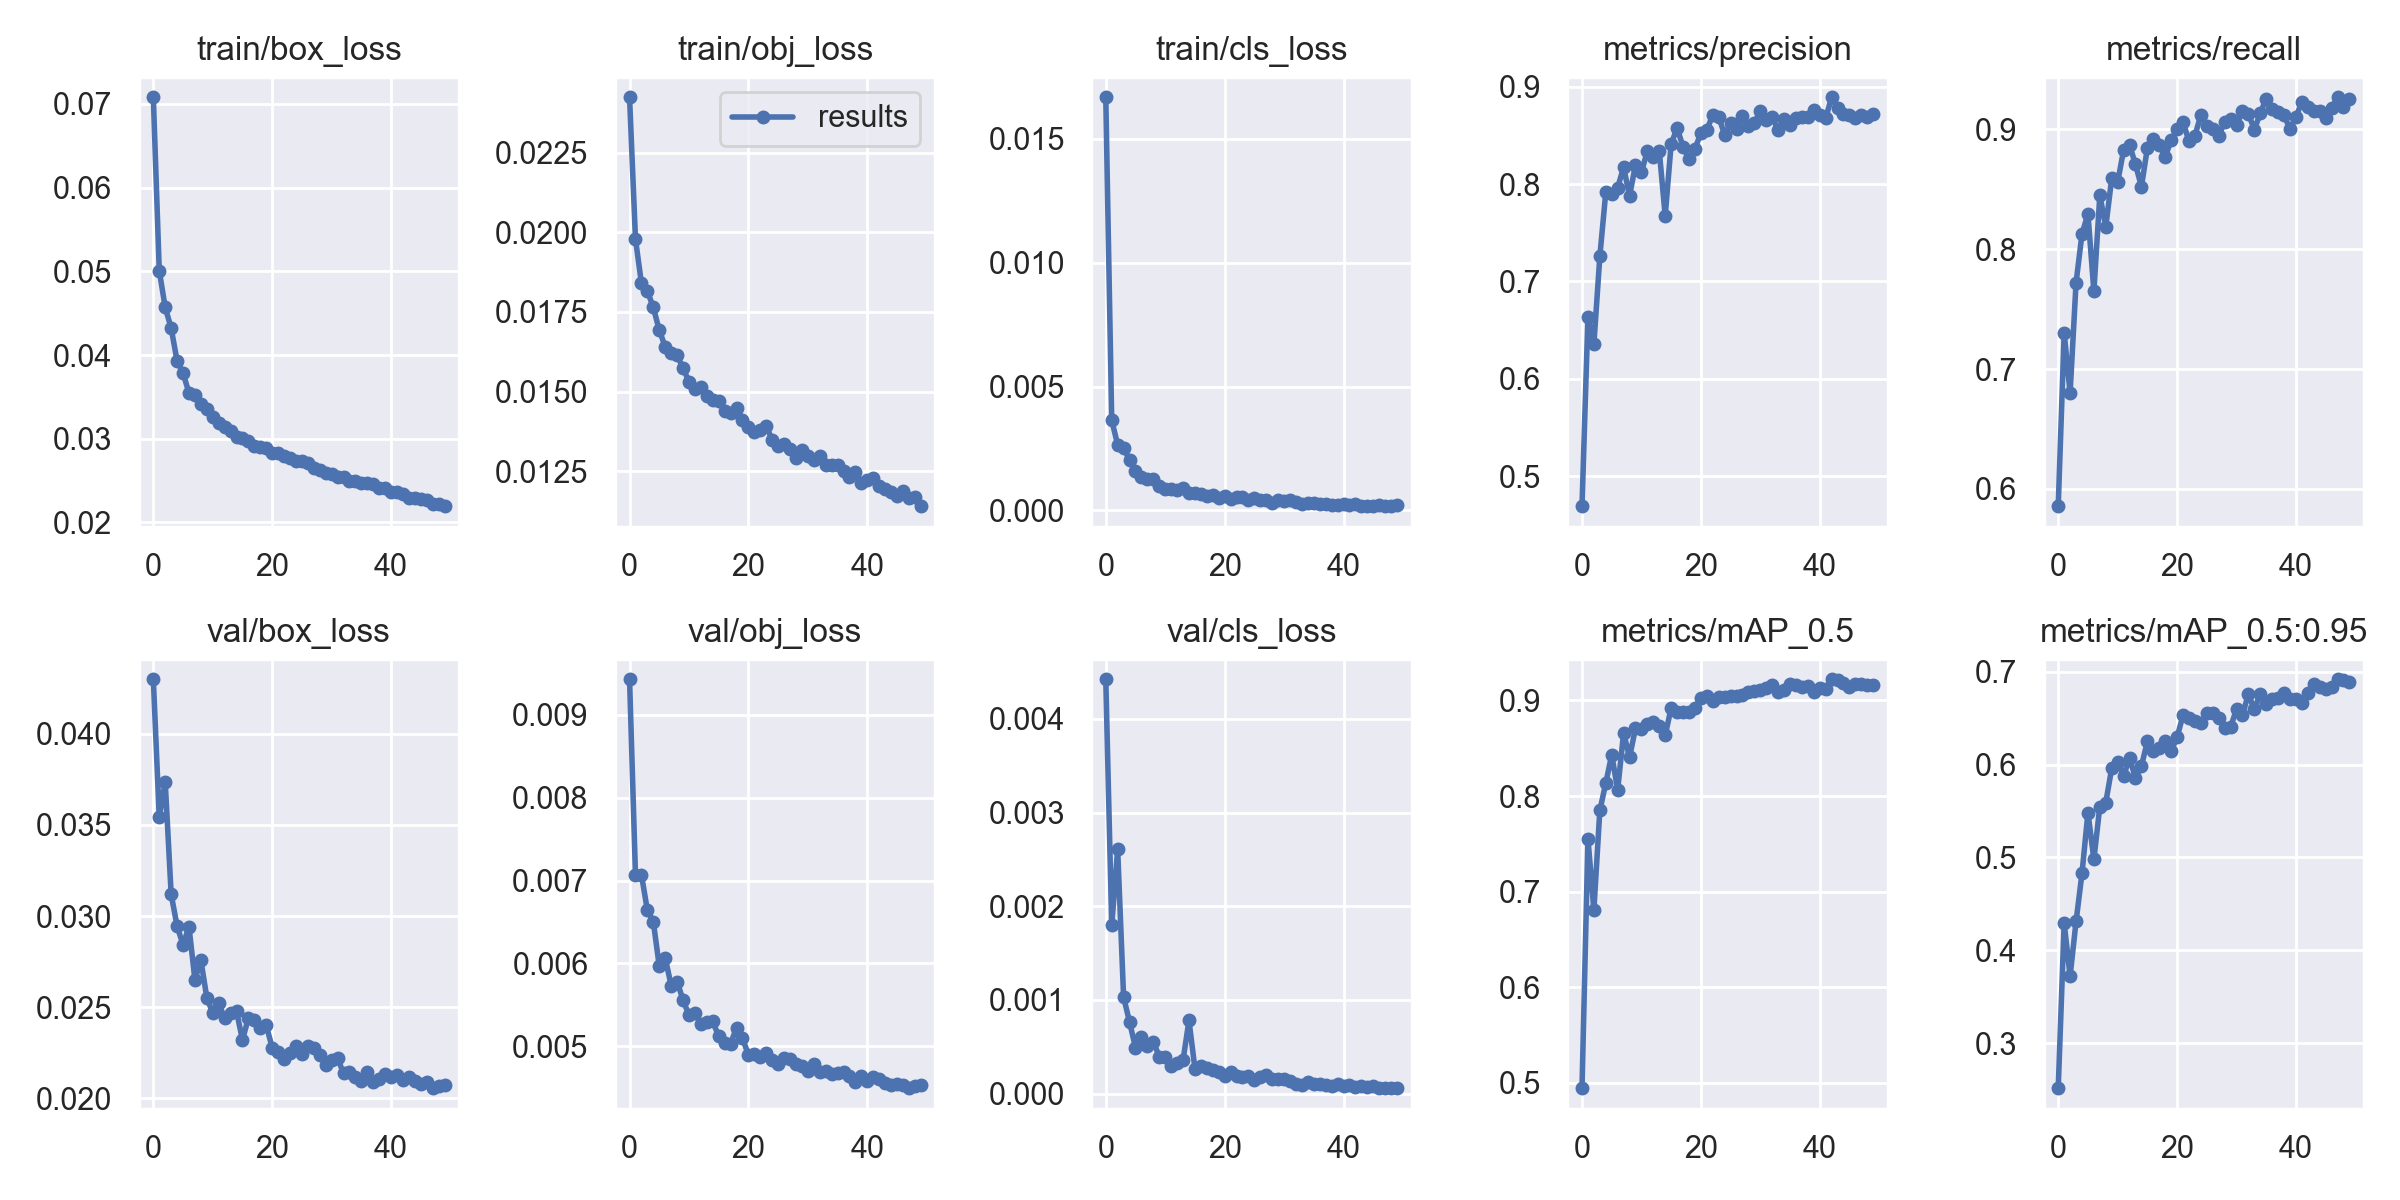 train/box_loss
0.07
0.06
0.05
0.04
0.03
0.02
0 20 40
train/obj_loss
results
0.0225
0.0200
0.0175
0.0150
0.0125
0 20 40
train/cls_loss
0.015
0.010
0.005
0.000
0 20 40
metrics/precision
0.9
0.8
0.7
0.6
0.5
0 20 40
metrics/recall
0.9
0.8
0.7
0.6
0 20 40
val/box_loss
0.040
0.035
0.030
0.025
0.020
0 20 40
val/obj_loss
0.009
0.008
0.007
0.006
0.005
0 20 40
val/cls_loss
0.004
0.003
0.002
0.001
0.000
0 20 40
metrics/mAP_0.5
0.9
0.8
0.7
0.6
0.5
0 20 40
metrics/mAP_0.5:0.95
0.7
0.6
0.5
0.4
0.3
0 20 40